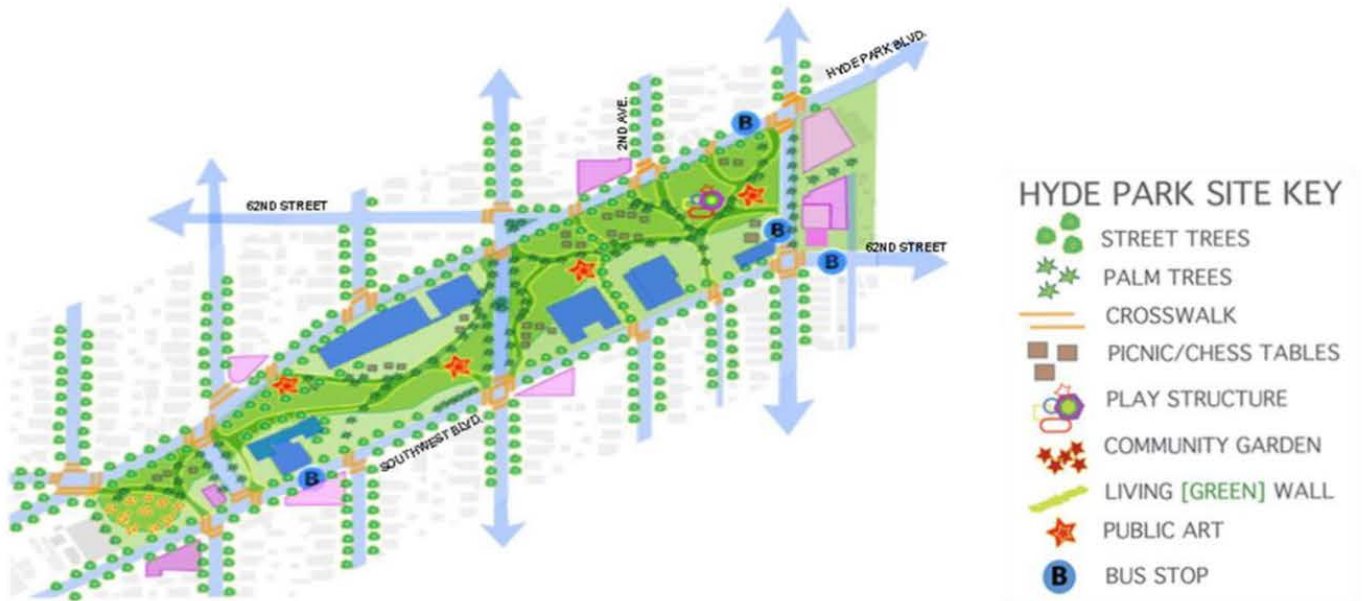 HYDE PARK BLVD.
2ND AVE.
B
62ND STREET
B
62ND STREET
B
SOUTHWEST BLVD.
B
HYDE PARK SITE KEY
STREET TREES
PALM TREES
CROSSWALK
PICNIC/CHESS TABLES
PLAY STRUCTURE
COMMUNITY GARDEN
LIVING [GREEN] WALL
PUBLIC ART
B BUS STOP